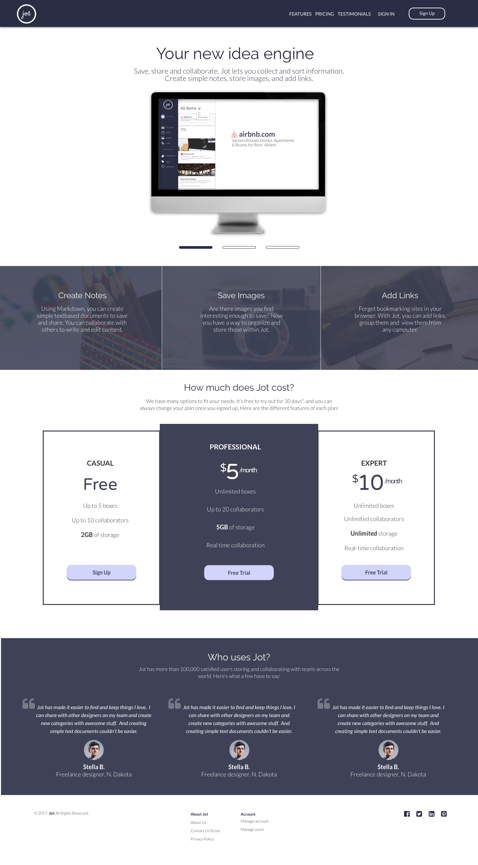 jot
FEATURES PRICING TESTIMONIALS SIGN IN Sign Up
Your new idea engine
Save, share and collaborate. Jot lets you collect and sort information.
Create simple notes, store images, and add links.
jot
All items
airbnb.com
Vacation Rentals, Homes, Apartments
& Rooms for Rent Airbnb
Create Notes
Using Markdown, you can create
simple textbased documents to save
and share. You can collaborate with
others to write and edit content.
Save Images
Are there images you find
interesting enough to save? Now
you have a way to organize and
store those within Jot.
Add Links
Forget bookmarking sites in your
browser. With Jot, you can add links,
group them and view them from
any computer.
How much does Jot cost?
We have many options to fit your needs, it's free to try out for 30 days*, and you can
always change your plan once you signed up. Here are the different features of each plan:
CASUAL
Free
Up to 5 boxes
Up to 10 collaborators
2GB of storage
Sign Up
PROFESSIONAL
$5/month
Unlimited boxes
Up to 20 collaborators
5GB of storage
Real time collaboration
Free Trial
EXPERT
$10/month
Unlimited boxes
Unlimited collaborators
Unlimited storage
Real-time collaboration
Free Trial
Who uses Jot?
Jot has more than 100,000 satisfied users storing and collaborating with teams across the
world. Here's what a few have to say:
Jot has made it easier to find and keep things I love. I
can share with other designers on my team and create
new categories with awesome stuff. And creating
simple text documents couldn't be easier.
Stella B.
Freelance designer, N. Dakota
Jot has made it easier to find and keep things I love. I
can share with other designers on my team and
create new categories with awesome stuff. And
creating simple text documents couldn't be easier.
Stella B.
Freelance designer, N. Dakota
Jot has made it easier to find and keep things I love. I
can share with other designers on my team and
create new categories with awesome stuff. And
creating simple text documents couldn't be easier.
Stella B.
Freelance designer, N. Dakota
© 2017 Jot All Rights Reserved.
About Jot
About Us
Contact UsTerms
Privacy Policy
Account
Manage account
Manage users